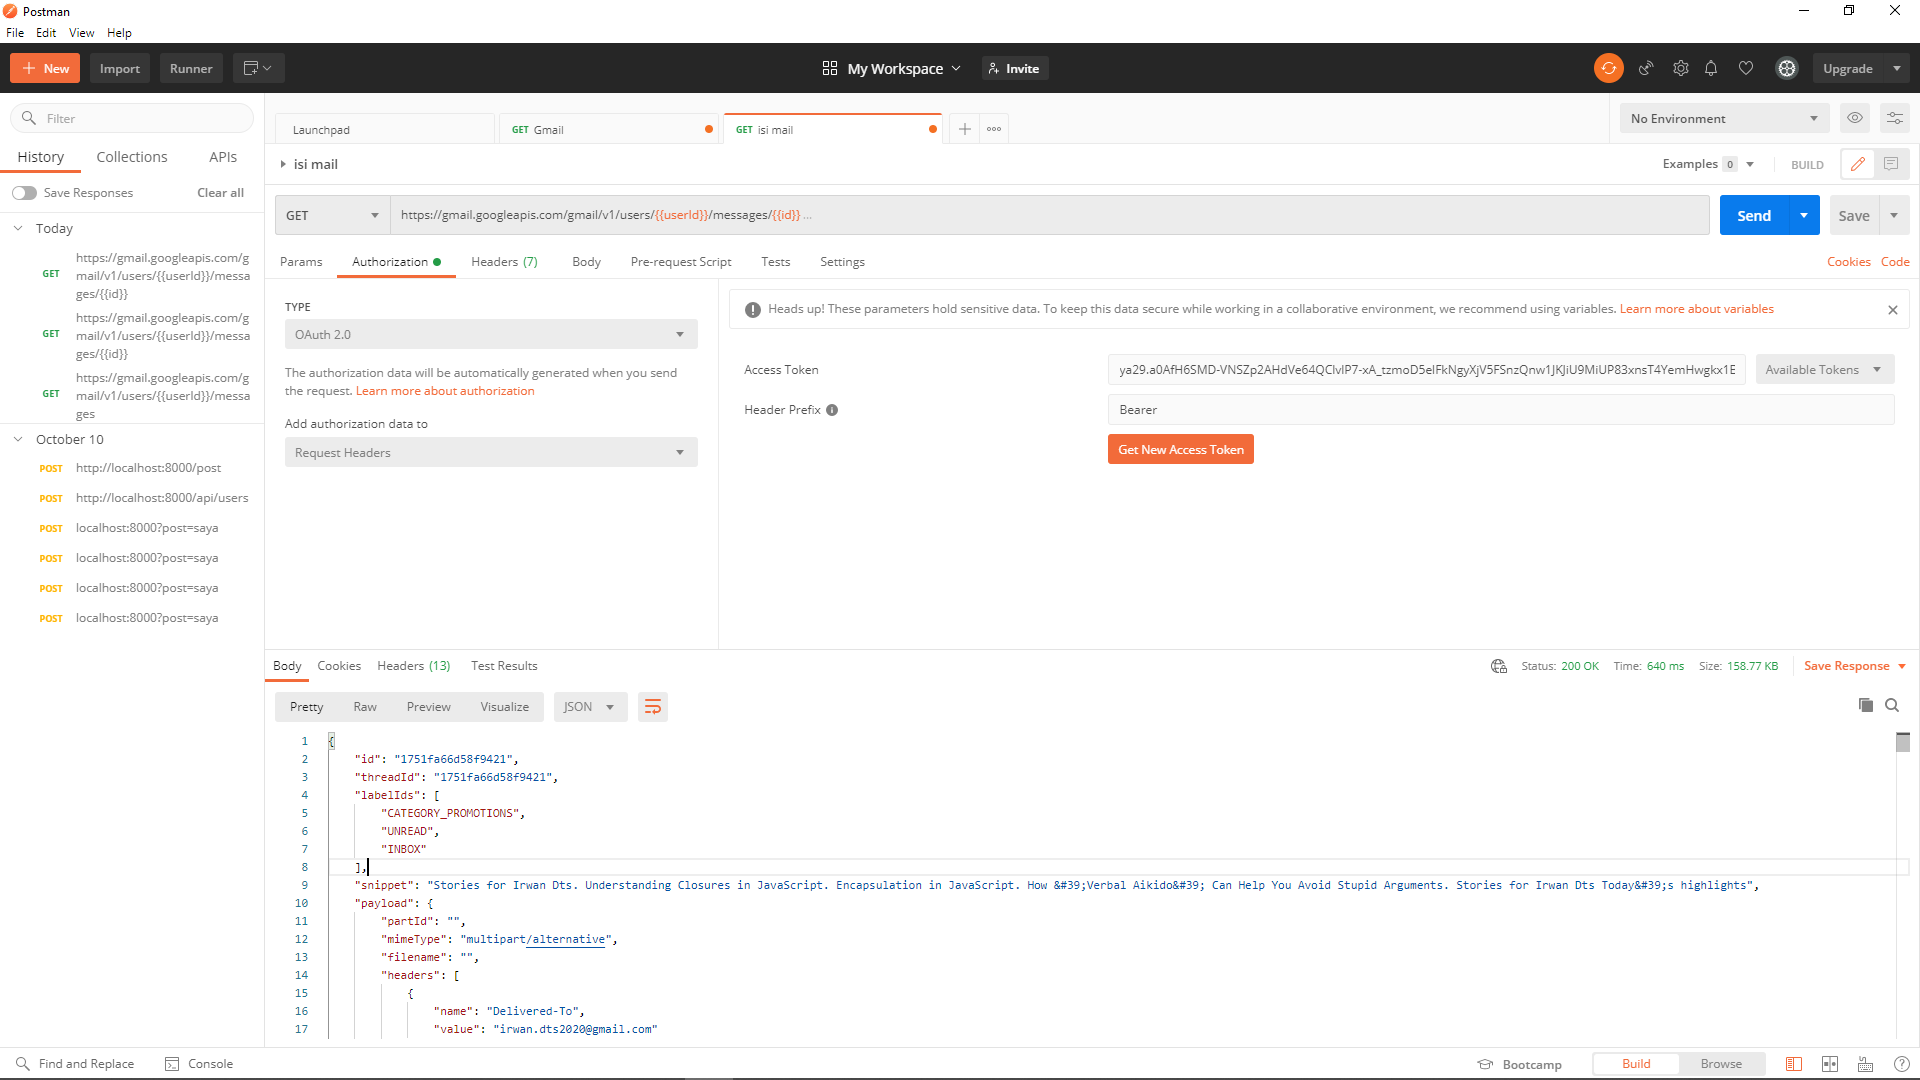 Postman
File Edit View Help
New Import Runner My Workspace Invite Upgrade
Filter
History Collections APIs
Save Responses Clear all
Today
GET https://gmail.googleapis.com/g
mail/v1/users/{{userId}}/messa
ges/{{id}}
GET https://gmail.googleapis.com/g
mail/v1/users/{{userId}}/messa
ges/{{id}}
GET https://gmail.googleapis.com/g
mail/v1/users/{{userId}}/messa
ges
October 10
POST http://localhost:8000/post
POST http://localhost:8000/api/users
POST localhost:8000?post=saya
POST localhost:8000?post=saya
POST localhost:8000?post=saya
POST localhost:8000?post=saya
Launchpad GET Gmail GET isi mail
No Environment
isi mail
Examples 0 BUILD
GET https://gmail.googleapis.com/gmail/v1/users/{{userId}}/messages/{{id}} ...
Send Save
Params Authorization Headers (7) Body Pre-request Script Tests Settings Cookies Code
TYPE
OAuth 2.0
The authorization data will be automatically generated when you send
the request. Learn more about authorization
Add authorization data to
Request Headers
Heads up! These parameters hold sensitive data. To keep this data secure while working in a collaborative environment, we recommend using variables. Learn more about variables
Access Token
Available Tokens
Header Prefix Bearer
Get New Access Token
Body Cookies Headers (13) Test Results Status: 200 OK Time: 640 ms Size: 158.77 KB Save Response
Pretty Raw Preview Visualize JSON
1 {
2 "id": "1751fa66d58f9421",
3 "threadId": "1751fa66d58f9421",
4 "labelIds": [
5 "CATEGORY_PROMOTIONS",
6 "UNREAD",
7 "INBOX"
8 ],
9 "snippet": "Stories for Irwan Dts. Understanding Closures in JavaScript. Encapsulation in JavaScript. How &#39;Verbal Aikido&#39; Can Help You Avoid Stupid Arguments. Stories for Irwan Dts Today&#39;s highlights",
10 "payload": {
11 "partId": "",
12 "mimeType": "multipart/alternative",
13 "filename": "",
14 "headers": [
15 {
16 "name": "Delivered-To",
17 "value": "irwan.dts2020@gmail.com"
Find and Replace Console Bootcamp Build Browse